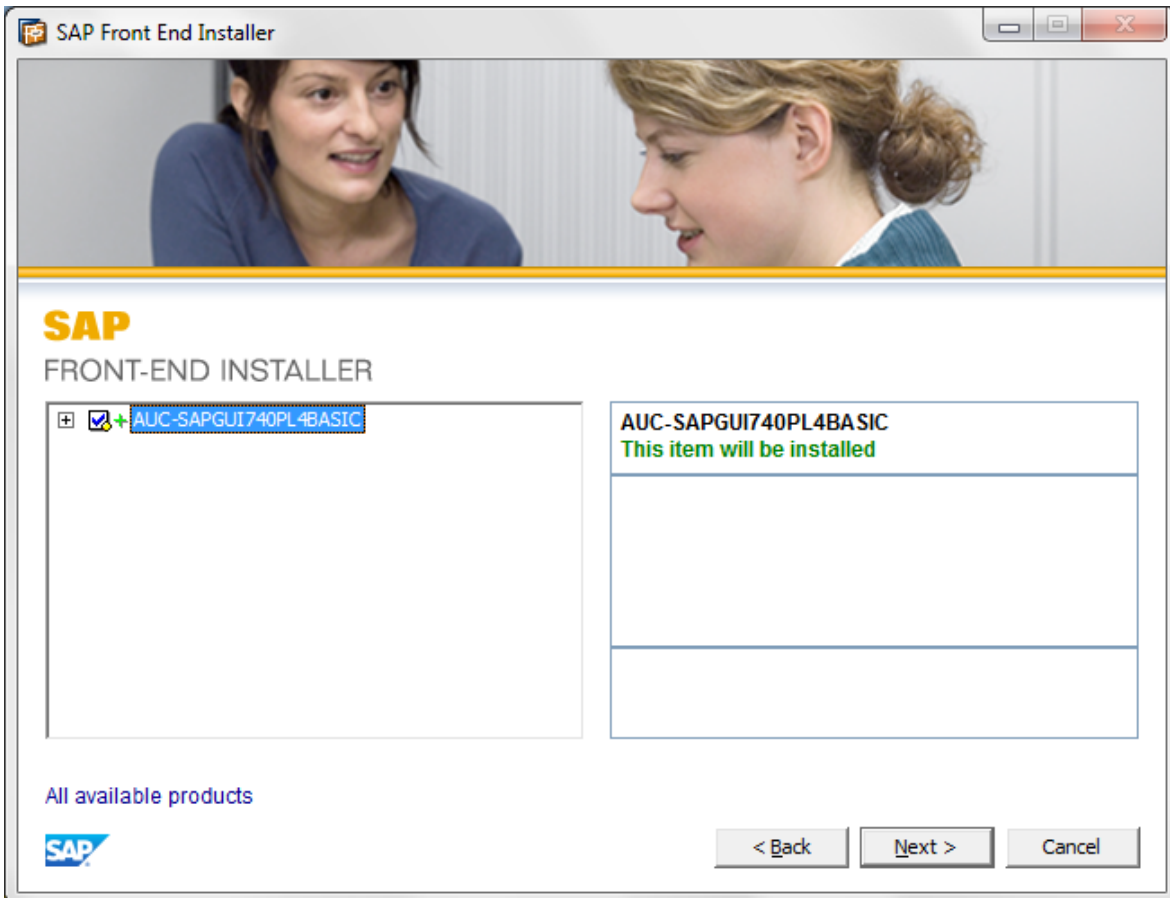 SAP Front End Installer
SAP
FRONT-END INSTALLER
AUC-SAPGUI740PL4BASIC
AUC-SAPGUI740PL4BASIC
This item will be installed
All available products
SAP
< Back
Next >
Cancel